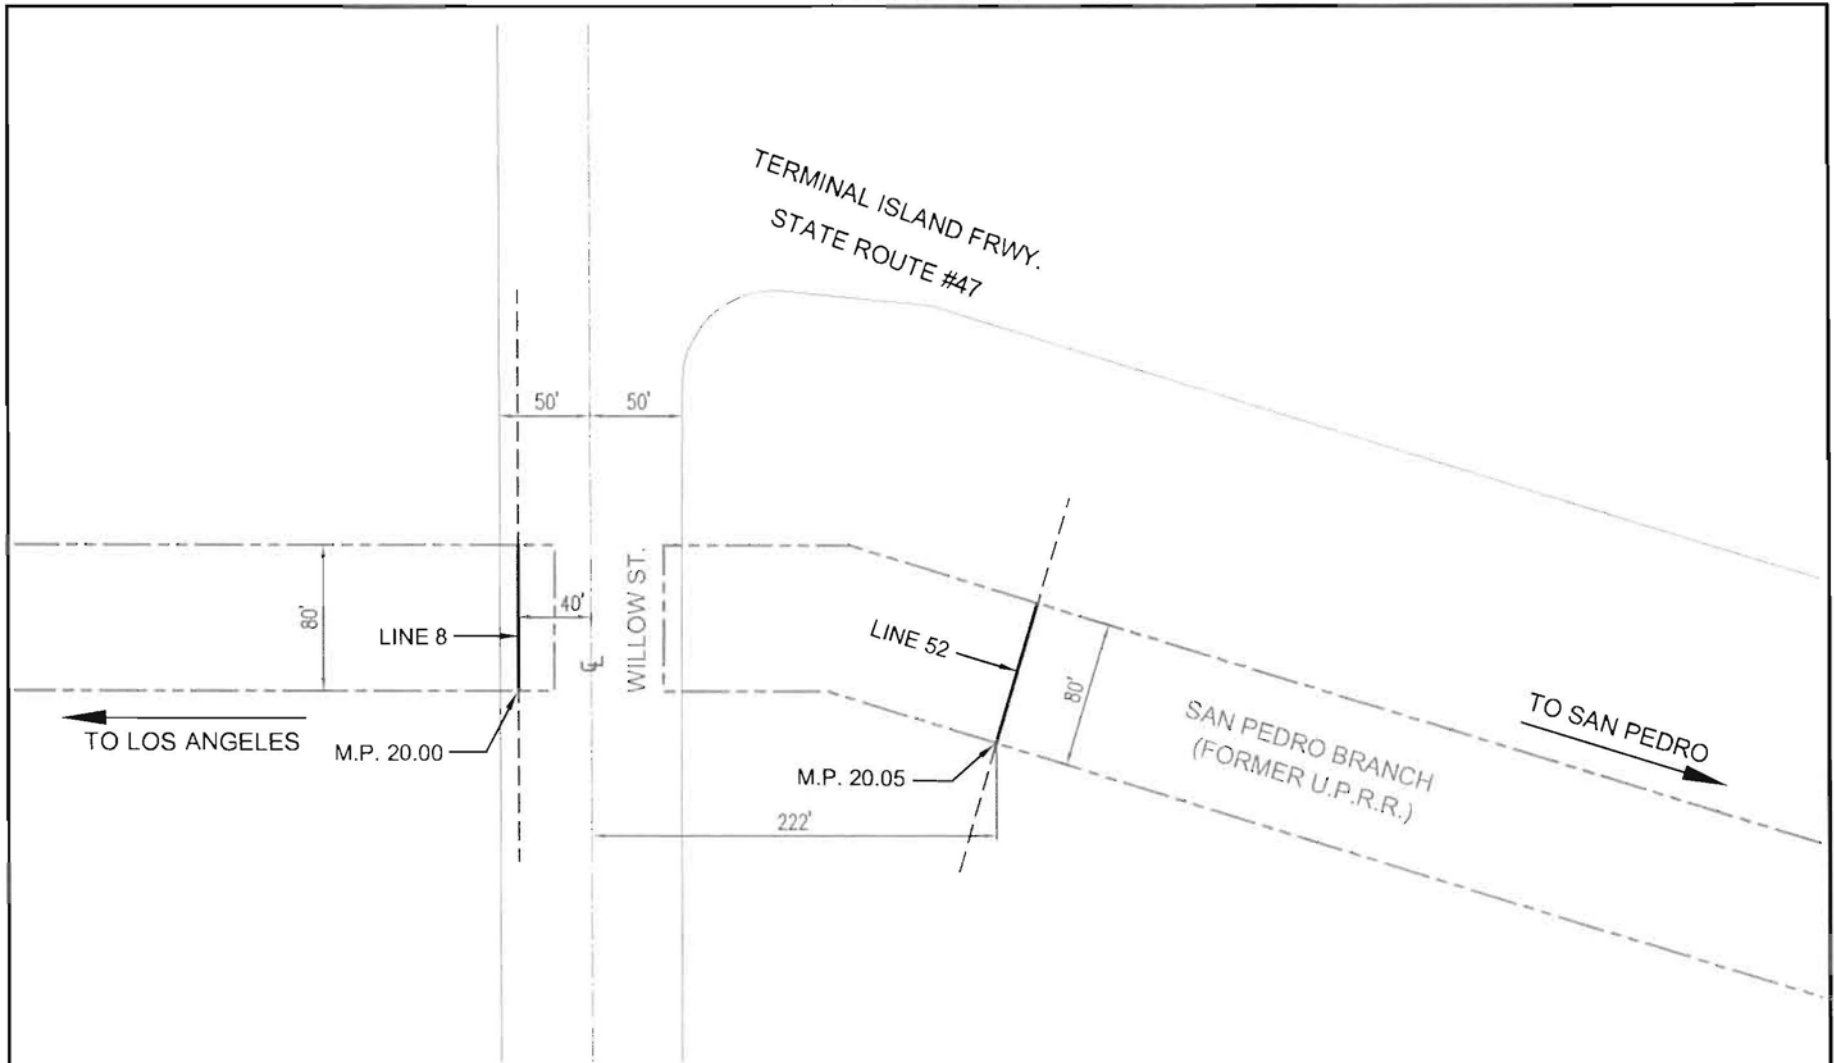 TERMINAL ISLAND FRWY.
STATE ROUTE #47
50'
50'
80'
LINE 8
40'
CL
WILLOW ST.
LINE 52
80'
TO LOS ANGELES
M.P. 20.00
M.P. 20.05
222'
SAN PEDRO BRANCH
(FORMER U.P.R.R.)
TO SAN PEDRO